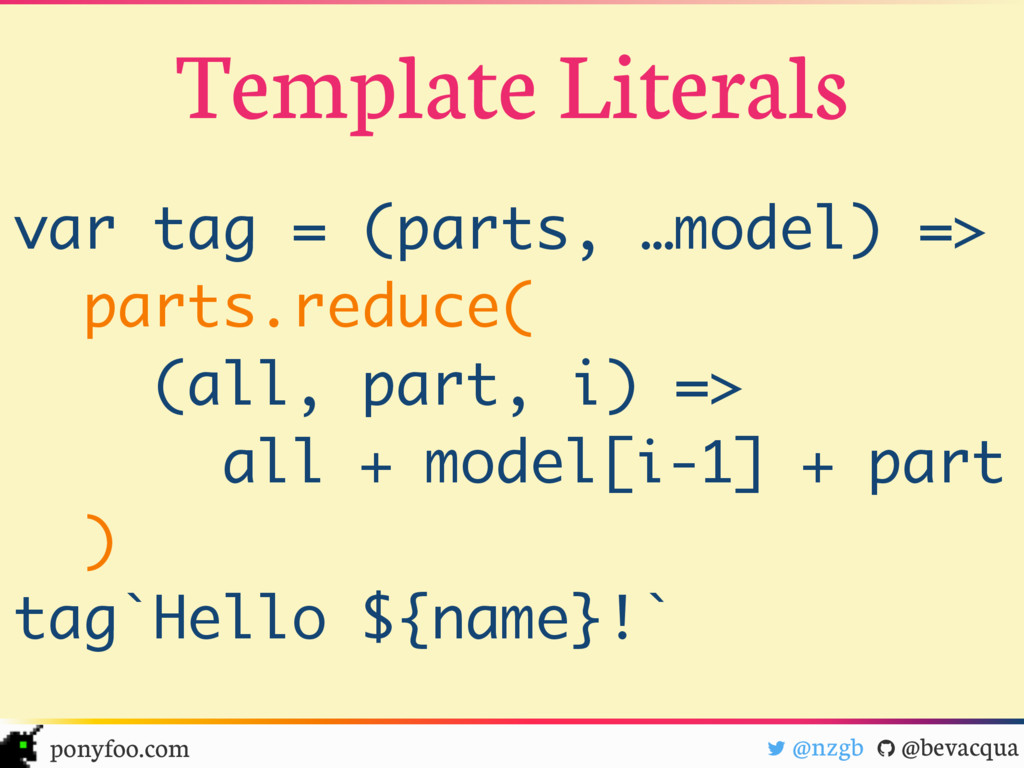 Template Literals
var tag = (parts, …model) =>
  parts.reduce(
    (all, part, i) =>
      all + model[i-1] + part
  )
tag`Hello ${name}!`
ponyfoo.com @nzgb @bevacqua